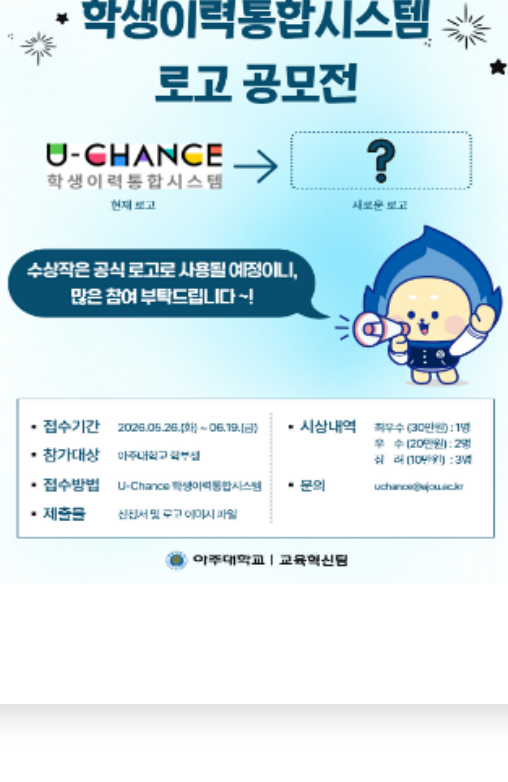 학생이력통합시스템
로고 공모전
U-CHANCE
학생이력통합시스템
현재 로고
?
새로운 로고
수상작은 공식 로고로 사용될 예정이니,
많은 참여 부탁드립니다 ~!
▪ 접수기간 2026.05.26.(화) ~ 06.19.(금)
▪ 참가대상 아주대학교 학부생
▪ 접수방법 U-Chance 학생이력통합시스템
▪ 제출물 신청서 및 로고 이미지 파일
▪ 시상내역 최우수 (30만원) : 1명
우 수 (20만원) : 2명
장 려 (10만원) : 3명
▪ 문의 uchance@ajou.ac.kr
아주대학교 | 교육혁신팀